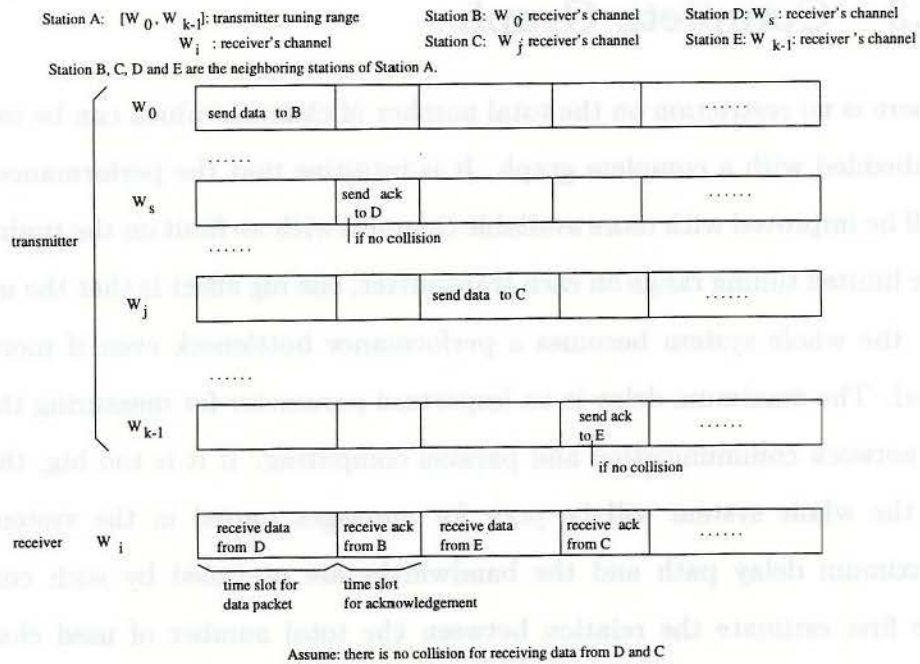 Station A: [W 0, W k-1]: transmitter tuning range
W i : receiver's channel
Station B: W 0: receiver's channel
Station C: W j: receiver's channel
Station D: W s : receiver's channel
Station E: W k-1: receiver's channel
Station B, C, D and E are the neighboring stations of Station A.
transmitter
W 0
send data to B
......
......
W s
send ack
to D
......
if no collision
......
W j
send data to C
......
......
W k-1
send ack
to E
......
if no collision
receiver W i
receive data
from D
receive ack
from B
receive data
from E
receive ack
from C
......
time slot for
data packet
time slot
for acknowledgement
Assume: there is no collision for receiving data from D and C